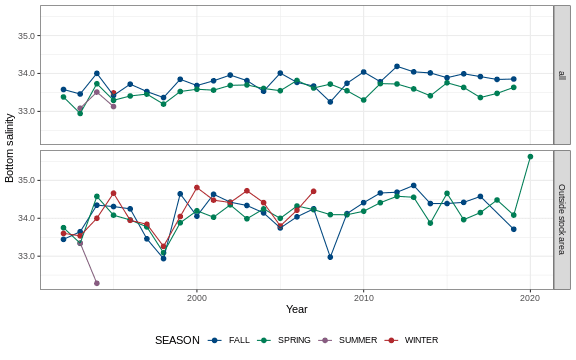 35.0
34.0
33.0
all
Bottom salinity
35.0
34.0
33.0
Outside stock area
2000
2010
2020
Year
SEASON FALL SPRING SUMMER WINTER